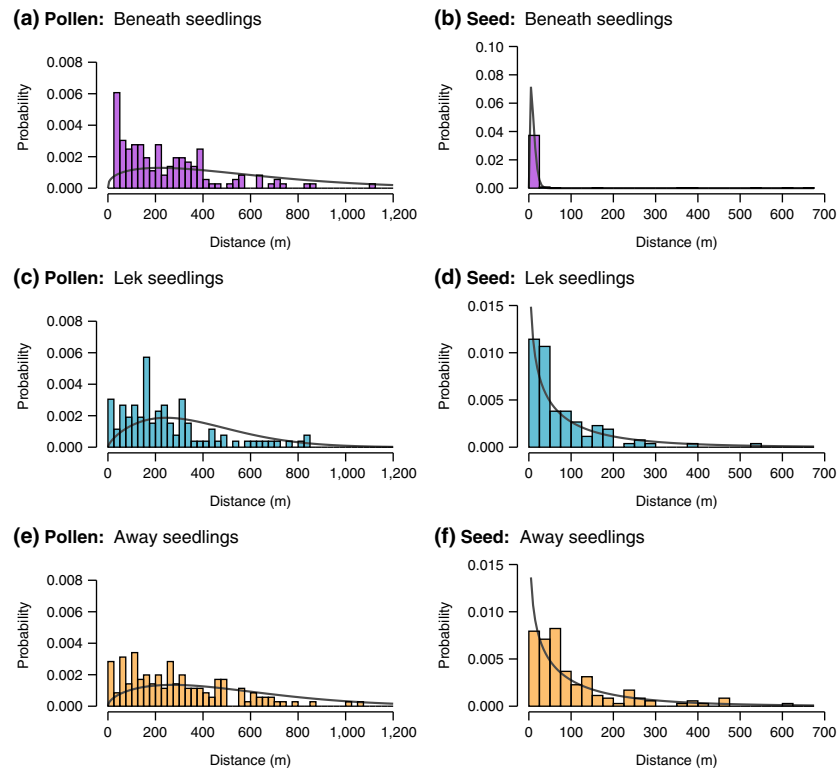 (a) Pollen: Beneath seedlings
0.008
0.006
0.004
0.002
0.000
Probability
0 200 400 600 800 1,000 1,200
Distance (m)
(b) Seed: Beneath seedlings
0.10
0.08
0.06
0.04
0.02
0.00
Probability
0 100 200 300 400 500 600 700
Distance (m)
(c) Pollen: Lek seedlings
0.008
0.006
0.004
0.002
0.000
Probability
0 200 400 600 800 1,000 1,200
Distance (m)
(d) Seed: Lek seedlings
0.015
0.010
0.005
0.000
Probability
0 100 200 300 400 500 600 700
Distance (m)
(e) Pollen: Away seedlings
0.008
0.006
0.004
0.002
0.000
Probability
0 200 400 600 800 1,000 1,200
Distance (m)
(f) Seed: Away seedlings
0.015
0.010
0.005
0.000
Probability
0 100 200 300 400 500 600 700
Distance (m)